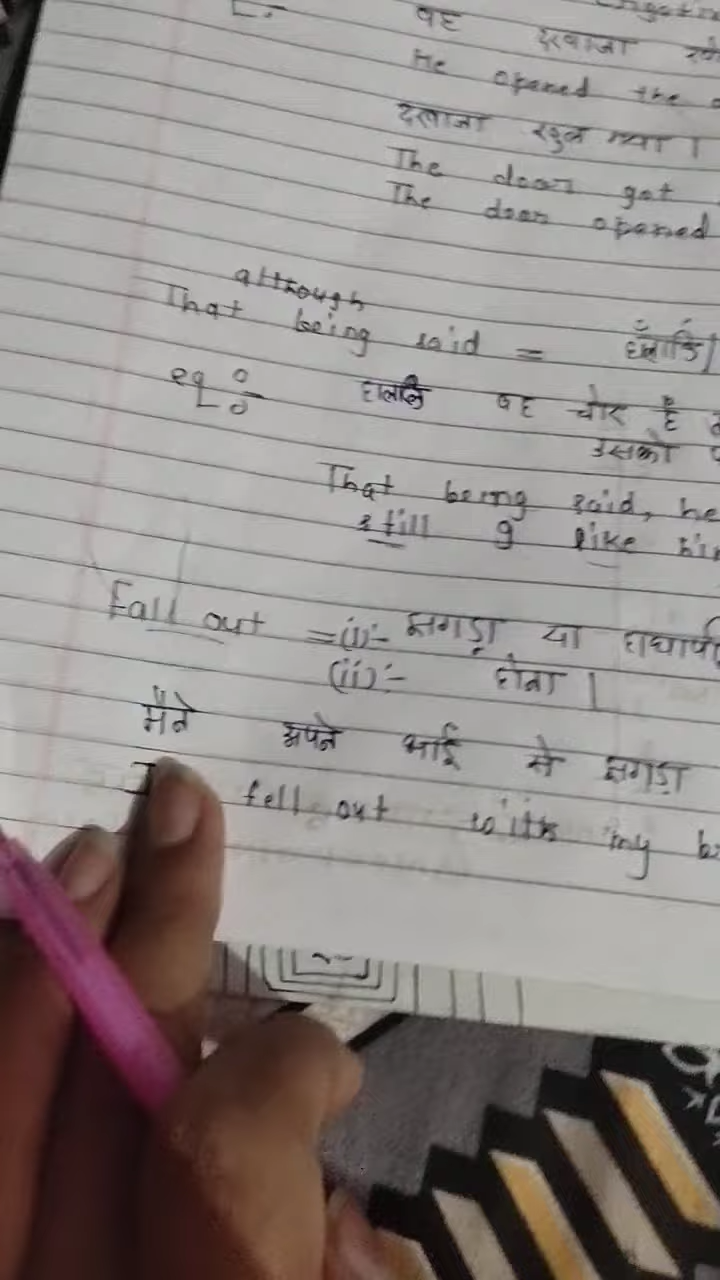 वह दरवाजा
He opened the
दरवाजा खुल गया ।
The door got
The door opened
although
That being said = हालाँकि
eg हालाकि वह चोर है
उसको
That being said, he
still I like him
Fall out = (i):- झगड़ा या हाथापाई
(ii):- होना ।
मैंने अपने भाई से झगड़ा
fell out with my